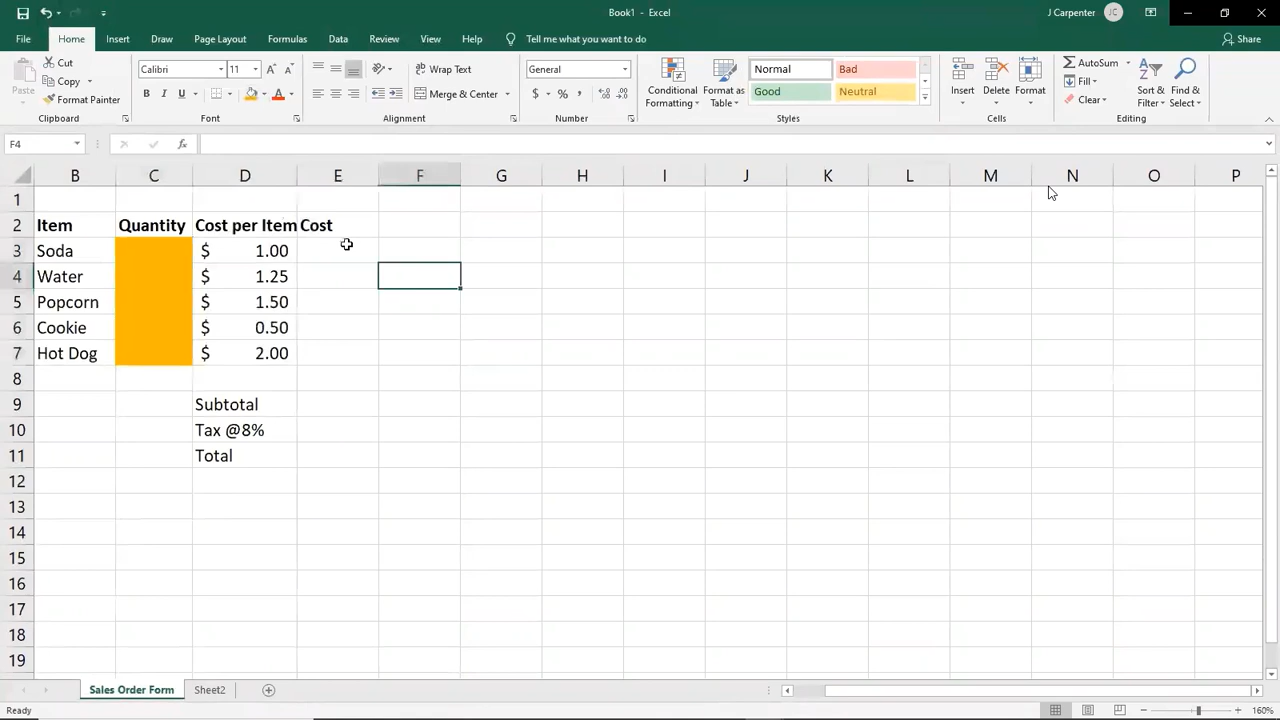 Book1 - Excel
J Carpenter JC
File Home Insert Draw Page Layout Formulas Data Review View Help Tell me what you want to do Share
Paste Cut
Copy
Format Painter
Clipboard
Calibri 11 A A
B I U A
Font
Wrap Text
Merge & Center
Alignment
General
$ % ,
Number
Conditional Formatting
Format as Table
Normal Bad
Good Neutral
Styles
Insert Delete Format
Cells
AutoSum
Fill
Clear
Sort & Filter
Find & Select
Editing
F4 fx
B C D E F G H I J K L M N O P
1
2 Item Quantity Cost per Item Cost
3 Soda $ 1.00
4 Water $ 1.25
5 Popcorn $ 1.50
6 Cookie $ 0.50
7 Hot Dog $ 2.00
8
9 Subtotal
10 Tax @8%
11 Total
12
13
14
15
16
17
18
19
Sales Order Form Sheet2
Ready 160%